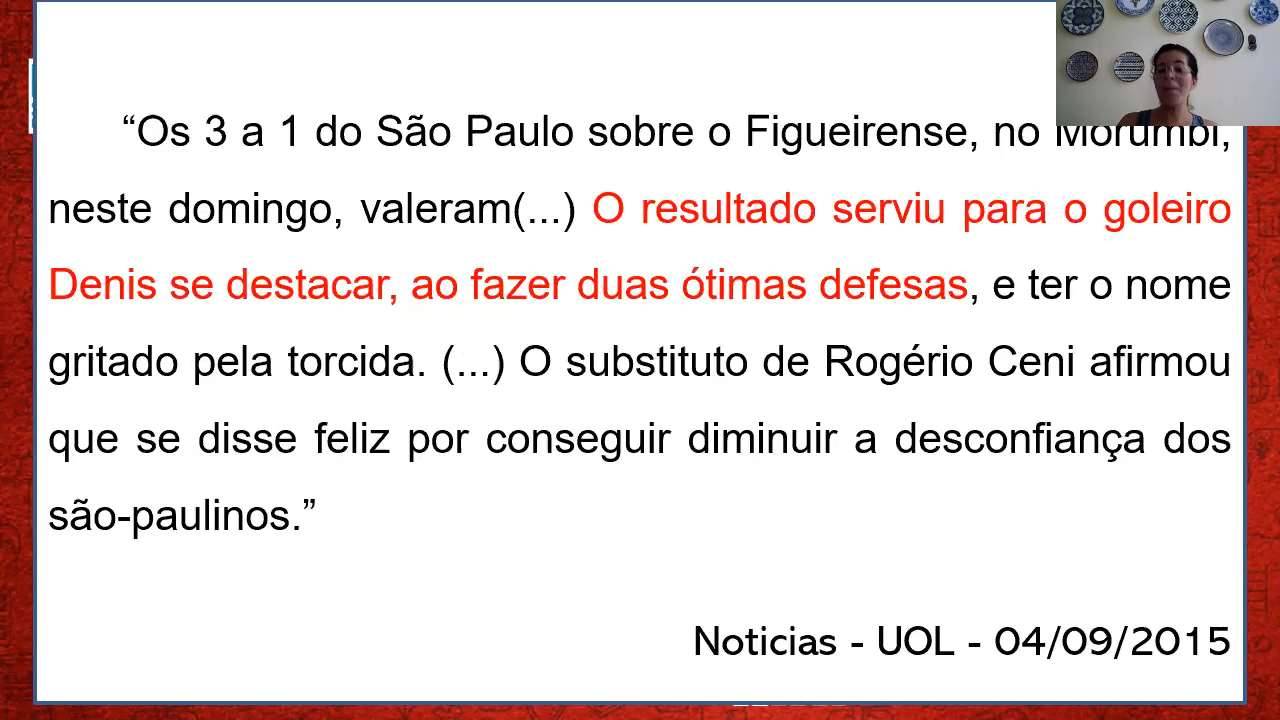 “Os 3 a 1 do São Paulo sobre o Figueirense, no Morumbi,
neste domingo, valeram(...) O resultado serviu para o goleiro
Denis se destacar, ao fazer duas ótimas defesas, e ter o nome
gritado pela torcida. (...) O substituto de Rogério Ceni afirmou
que se disse feliz por conseguir diminuir a desconfiança dos
são-paulinos.”
Noticias - UOL - 04/09/2015